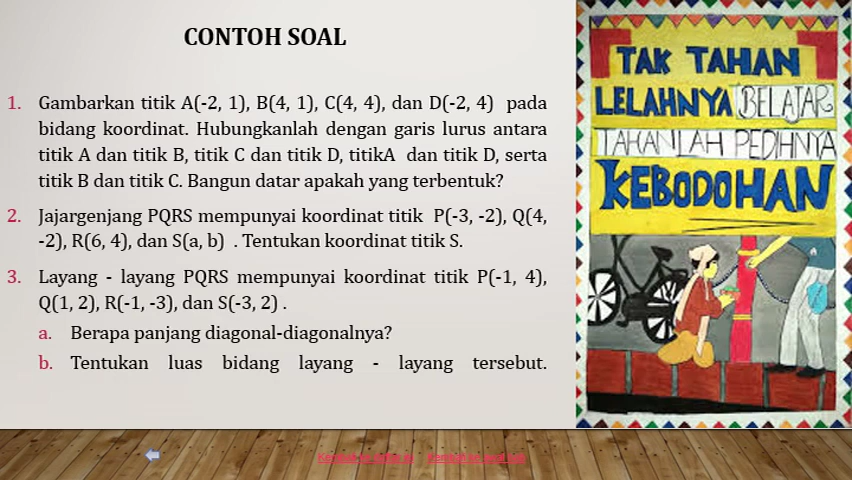 CONTOH SOAL
1. Gambarkan titik A(-2, 1), B(4, 1), C(4, 4), dan D(-2, 4) pada
bidang koordinat. Hubungkanlah dengan garis lurus antara
titik A dan titik B, titik C dan titik D, titikA dan titik D, serta
titik B dan titik C. Bangun datar apakah yang terbentuk?
2. Jajargenjang PQRS mempunyai koordinat titik P(-3, -2), Q(4,
-2), R(6, 4), dan S(a, b) . Tentukan koordinat titik S.
3. Layang - layang PQRS mempunyai koordinat titik P(-1, 4),
Q(1, 2), R(-1, -3), dan S(-3, 2) .
a. Berapa panjang diagonal-diagonalnya?
b. Tentukan luas bidang layang - layang tersebut.
TAK TAHAN
LELAHNYA BELAJAR
TAHANLAH PEDIHNYA
KEBODOHAN